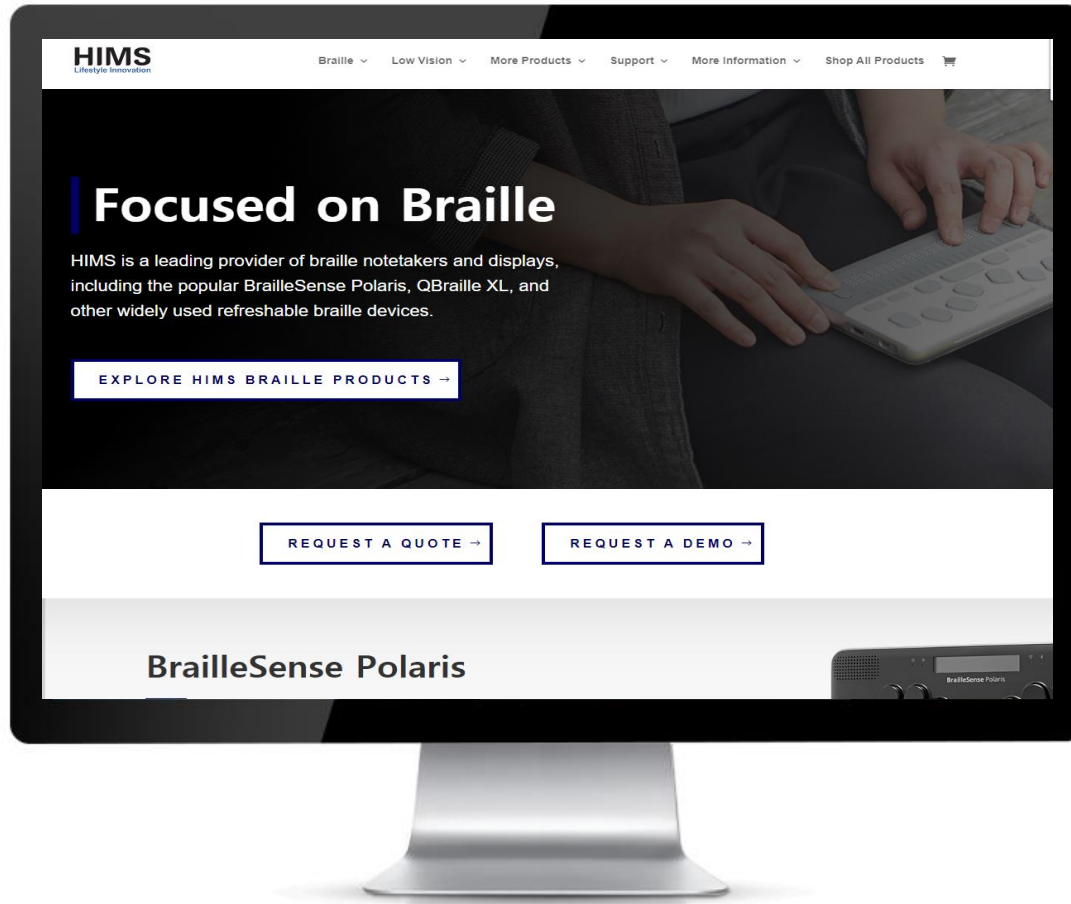 HIMS
Lifestyle Innovation
Braille Low Vision More Products Support More Information Shop All Products
Focused on Braille
HIMS is a leading provider of braille notetakers and displays,
including the popular BrailleSense Polaris, QBraille XL, and
other widely used refreshable braille devices.
EXPLORE HIMS BRAILLE PRODUCTS →
REQUEST A QUOTE → REQUEST A DEMO →
BrailleSense Polaris
BrailleSense Polaris